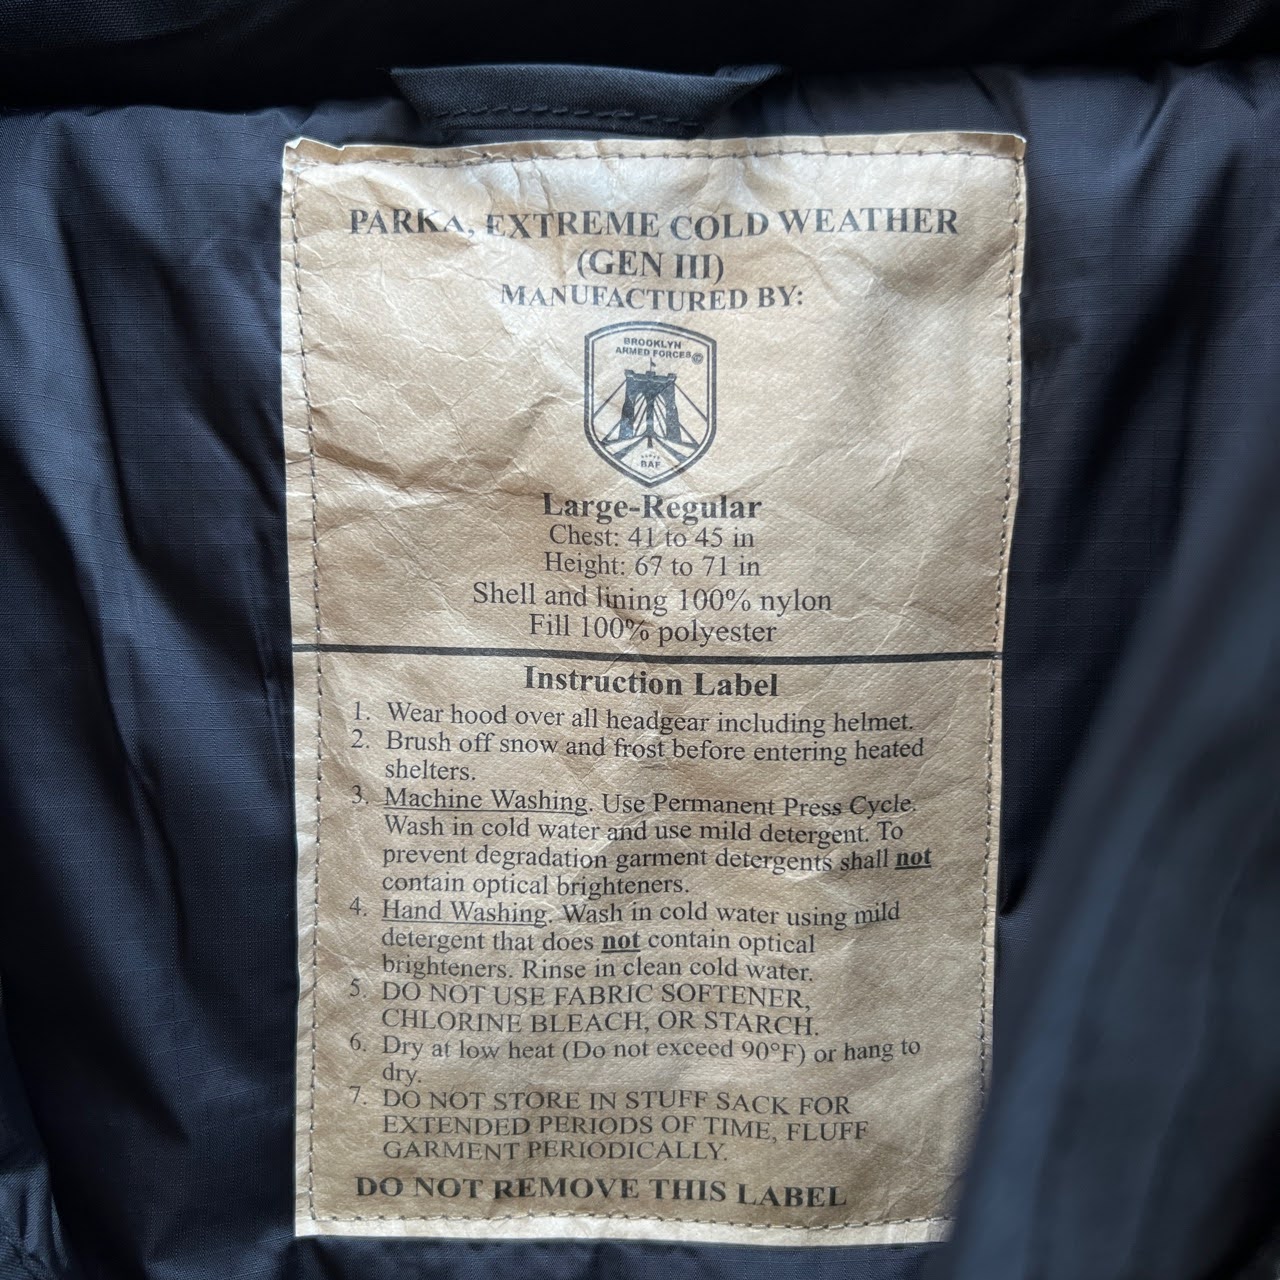 PARKA, EXTREME COLD WEATHER
(GEN III)
MANUFACTURED BY:
BROOKLYN
ARMED FORCES®
BAF
Large-Regular
Chest: 41 to 45 in
Height: 67 to 71 in
Shell and lining 100% nylon
Fill 100% polyester
Instruction Label
1. Wear hood over all headgear including helmet.
2. Brush off snow and frost before entering heated
shelters.
3. Machine Washing. Use Permanent Press Cycle.
Wash in cold water and use mild detergent. To
prevent degradation garment detergents shall not
contain optical brighteners.
4. Hand Washing. Wash in cold water using mild
detergent that does not contain optical
brighteners. Rinse in clean cold water.
5. DO NOT USE FABRIC SOFTENER,
CHLORINE BLEACH, OR STARCH.
6. Dry at low heat (Do not exceed 90°F) or hang to
dry.
7. DO NOT STORE IN STUFF SACK FOR
EXTENDED PERIODS OF TIME, FLUFF
GARMENT PERIODICALLY.
DO NOT REMOVE THIS LABEL